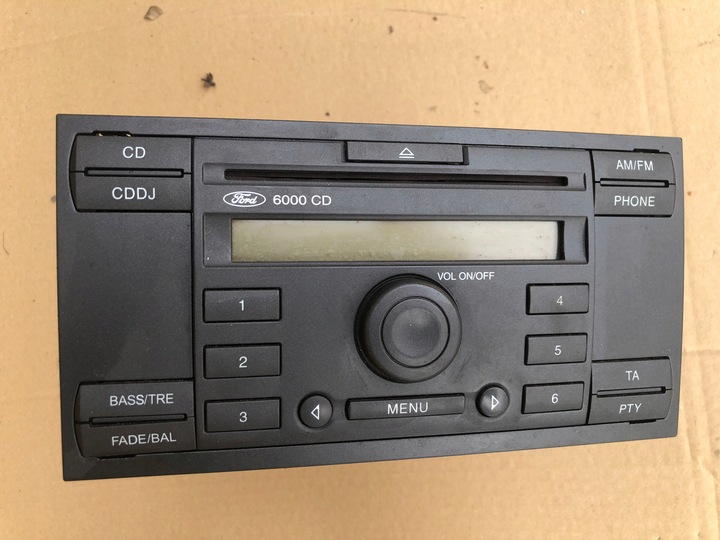 CD
CDDJ
AM/FM
PHONE
Ford 6000 CD
VOL ON/OFF
1
2
3
4
5
6
BASS/TRE
FADE/BAL
MENU
TA
PTY